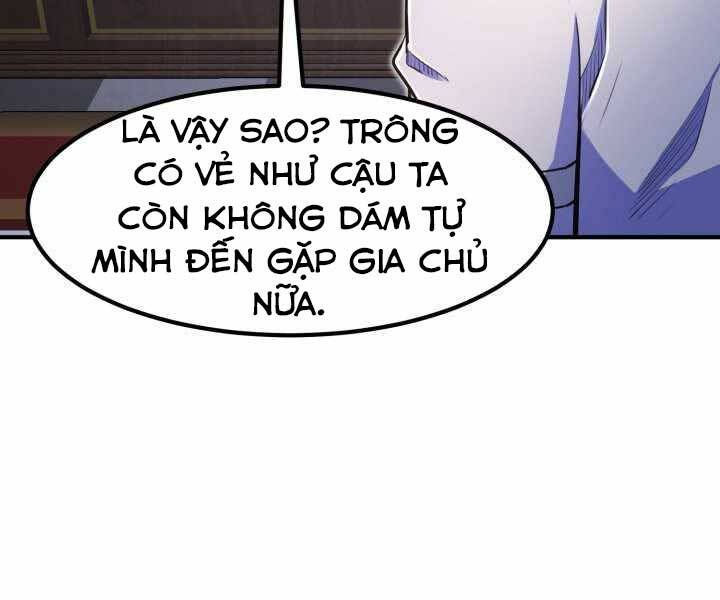 LÀ VẬY SAO? TRÔNG
CÓ VẺ NHƯ CẬU TA
CÒN KHÔNG DÁM TỰ
MÌNH ĐẾN GẶP GIA CHỦ
NỮA.